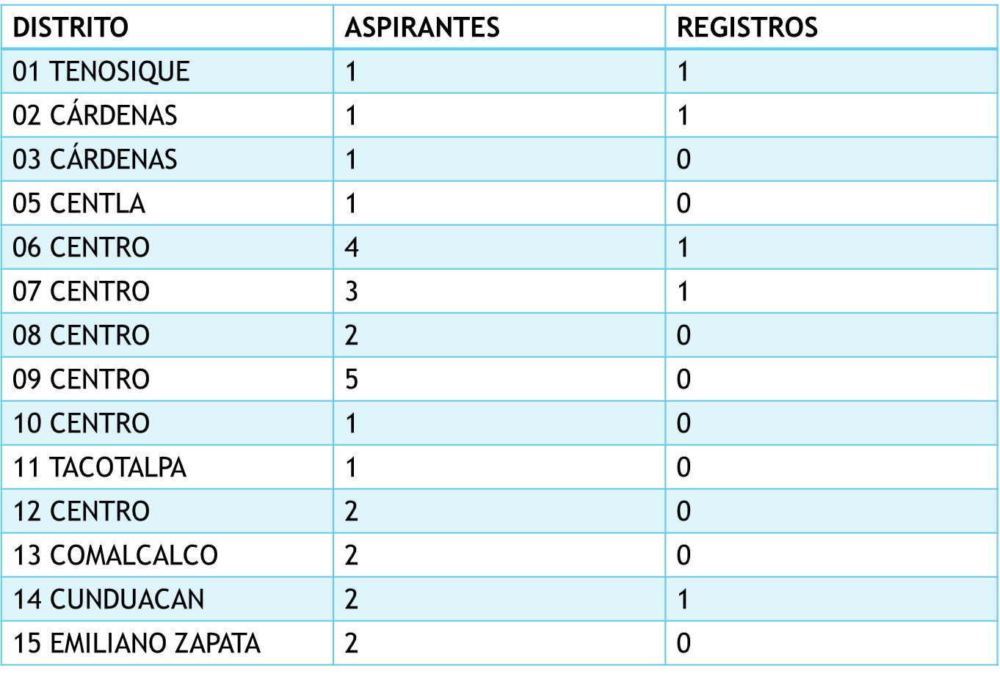 DISTRITO ASPIRANTES REGISTROS
01 TENOSIQUE 1 1
02 CÁRDENAS 1 1
03 CÁRDENAS 1 0
05 CENTLA 1 0
06 CENTRO 4 1
07 CENTRO 3 1
08 CENTRO 2 0
09 CENTRO 5 0
10 CENTRO 1 0
11 TACOTALPA 1 0
12 CENTRO 2 0
13 COMALCALCO 2 0
14 CUNDUACAN 2 1
15 EMILIANO ZAPATA 2 0